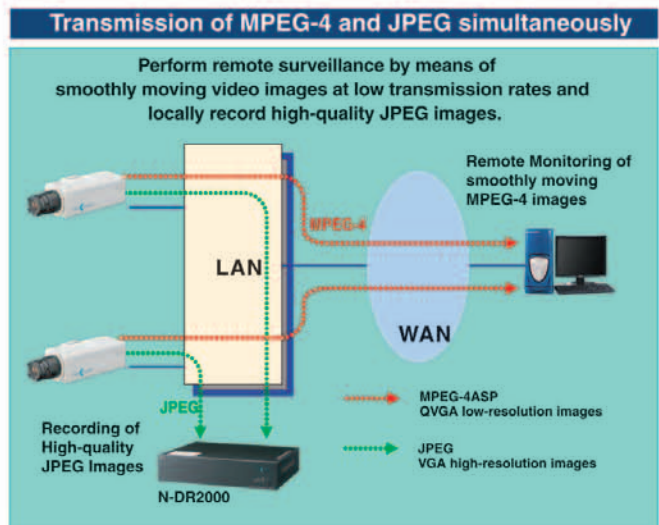 Transmission of MPEG-4 and JPEG simultaneously
Perform remote surveillance by means of
smoothly moving video images at low transmission rates and
locally record high-quality JPEG images.
Remote Monitoring of
smoothly moving
MPEG-4 images
MPEG-4
LAN
WAN
JPEG
MPEG-4ASP
QVGA low-resolution images
Recording of
High-quality
JPEG Images
JPEG
VGA high-resolution images
N-DR2000